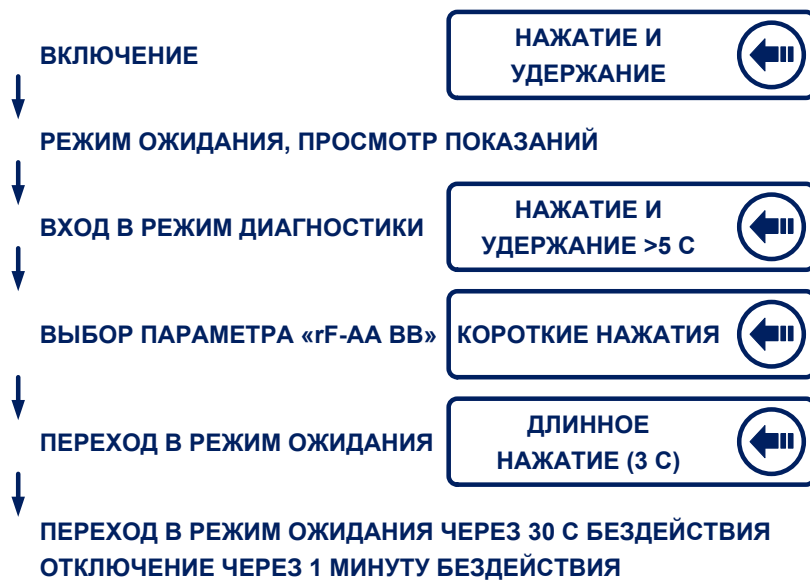 ВКЛЮЧЕНИЕ
НАЖАТИЕ И
УДЕРЖАНИЕ
РЕЖИМ ОЖИДАНИЯ, ПРОСМОТР ПОКАЗАНИЙ
ВХОД В РЕЖИМ ДИАГНОСТИКИ
НАЖАТИЕ И
УДЕРЖАНИЕ >5 С
ВЫБОР ПАРАМЕТРА «rF-AA BB»
КОРОТКИЕ НАЖАТИЯ
ПЕРЕХОД В РЕЖИМ ОЖИДАНИЯ
ДЛИННОЕ
НАЖАТИЕ (3 С)
ПЕРЕХОД В РЕЖИМ ОЖИДАНИЯ ЧЕРЕЗ 30 С БЕЗДЕЙСТВИЯ
ОТКЛЮЧЕНИЕ ЧЕРЕЗ 1 МИНУТУ БЕЗДЕЙСТВИЯ